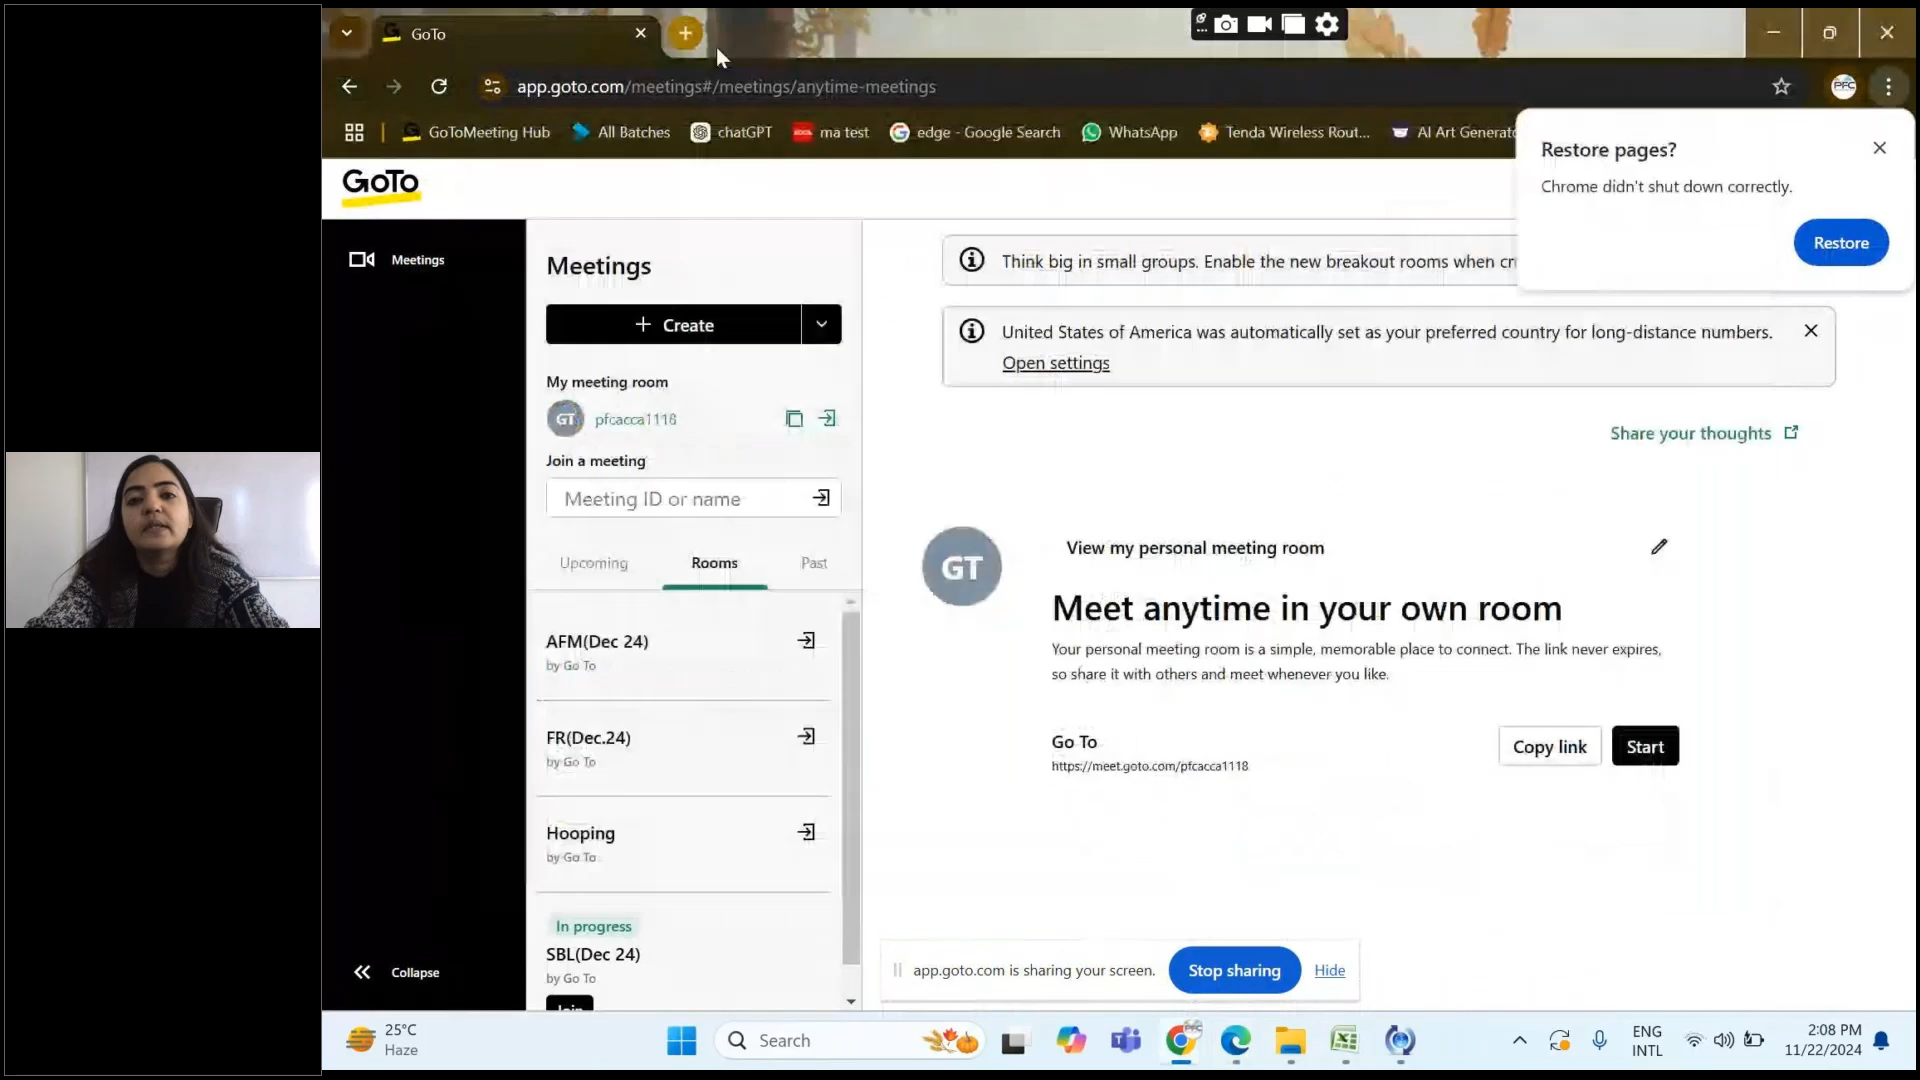 GoTo
app.goto.com/meetings#/meetings/anytime-meetings
PFC
GoToMeeting Hub
All Batches
chatGPT
ma test
edge - Google Search
WhatsApp
Tenda Wireless Rout...
AI Art Generato
Restore pages?
Chrome didn't shut down correctly.
Restore
GoTo
Meetings
Collapse
Meetings
+ Create
My meeting room
GT pfcacca1118
Join a meeting
Meeting ID or name
Upcoming Rooms Past
AFM(Dec 24)
by Go To
FR(Dec.24)
by Go To
Hooping
by Go To
In progress
SBL(Dec 24)
by Go To
Join
Think big in small groups. Enable the new breakout rooms when cr
United States of America was automatically set as your preferred country for long-distance numbers.
Open settings
Share your thoughts
GT
View my personal meeting room
Meet anytime in your own room
Your personal meeting room is a simple, memorable place to connect. The link never expires,
so share it with others and meet whenever you like.
Go To
https://meet.goto.com/pfcacca1118
Copy link
Start
app.goto.com is sharing your screen.
Stop sharing
Hide
25°C
Haze
Search
PFC
ENG
INTL
2:08 PM
11/22/2024